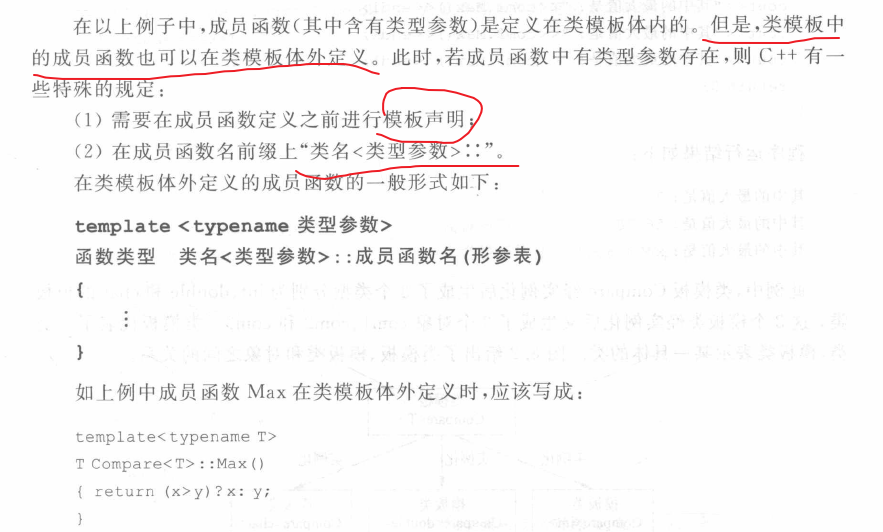 在以上例子中,成员函数(其中含有类型参数)是定义在类模板体内的。但是,类模板中
的成员函数也可以在类模板体外定义。此时,若成员函数中有类型参数存在,则 C++ 有一
些特殊的规定:
(1) 需要在成员函数定义之前进行模板声明;
(2) 在成员函数名前缀上“类名<类型参数>::”。
在类模板体外定义的成员函数的一般形式如下:
template <typename 类型参数>
函数类型 类名<类型参数>::成员函数名(形参表)
{
⋮
}
如上例中成员函数 Max 在类模板体外定义时,应该写成:
template<typename T>
T Compare<T>::Max()
{ return (x>y)?x: y;
}